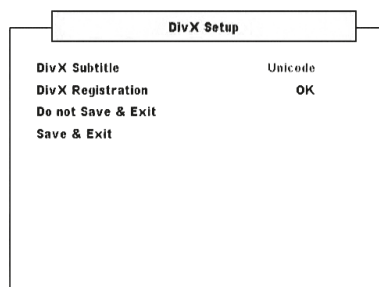 DivX Setup
DivX Subtitle Unicode
DivX Registration OK
Do not Save & Exit
Save & Exit